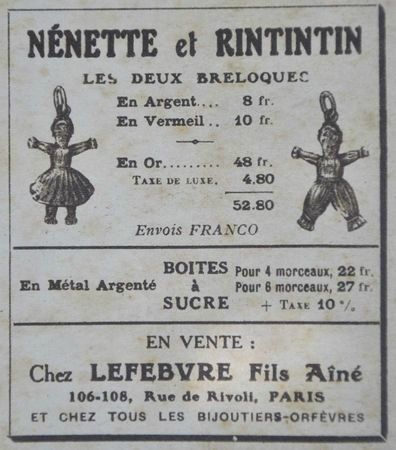 NÉNETTE et RINTINTIN
LES DEUX BRELOQUES
En Argent.... 8 fr.
En Vermeil .. 10 fr.
En Or......... 48 fr.
TAXE DE LUXE. 4.80
52.80
Envois FRANCO
En Métal Argenté
BOITES à SUCRE
Pour 4 morceaux, 22 fr.
Pour 6 morceaux, 27 fr.
+ TAXE 10 %
EN VENTE :
Chez LEFEBVRE Fils Aîné
106-108, Rue de Rivoli, PARIS
ET CHEZ TOUS LES BIJOUTIERS-ORFÈVRES